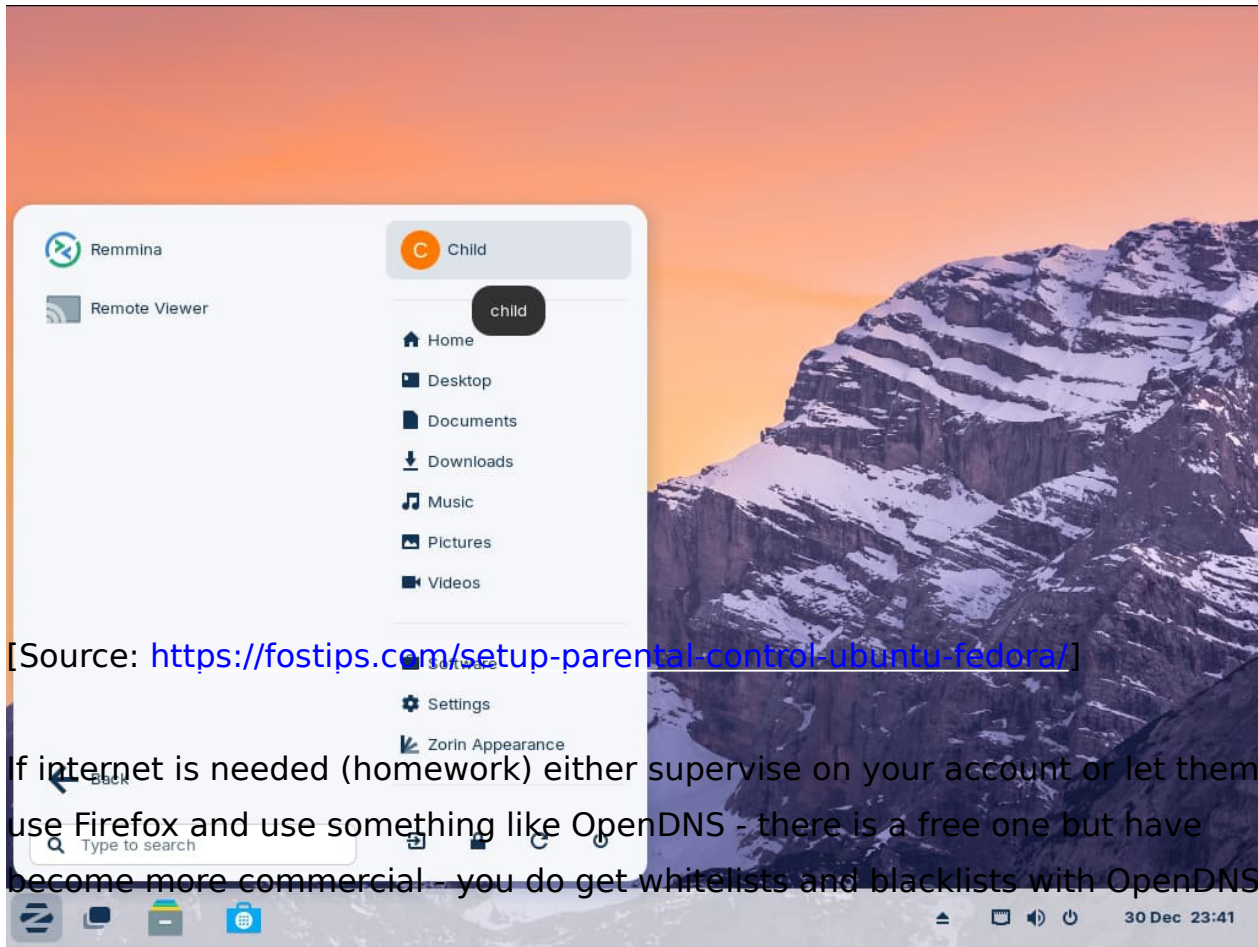 Remmina
Child
Remote Viewer
child
Home
Desktop
Documents
Downloads
Music
Pictures
Videos
[Source: https://fostips.com/setup-parental-control-ubuntu-fedora/]
Software
Settings
Zorin Appearance
If internet is needed (homework) either supervise on your account or let them
Back
use Firefox and use something like OpenDNS - there is a free one but have
Type to search
become more commercial - you do get whitelists and blacklists with OpenDNS
30 Dec 23:41